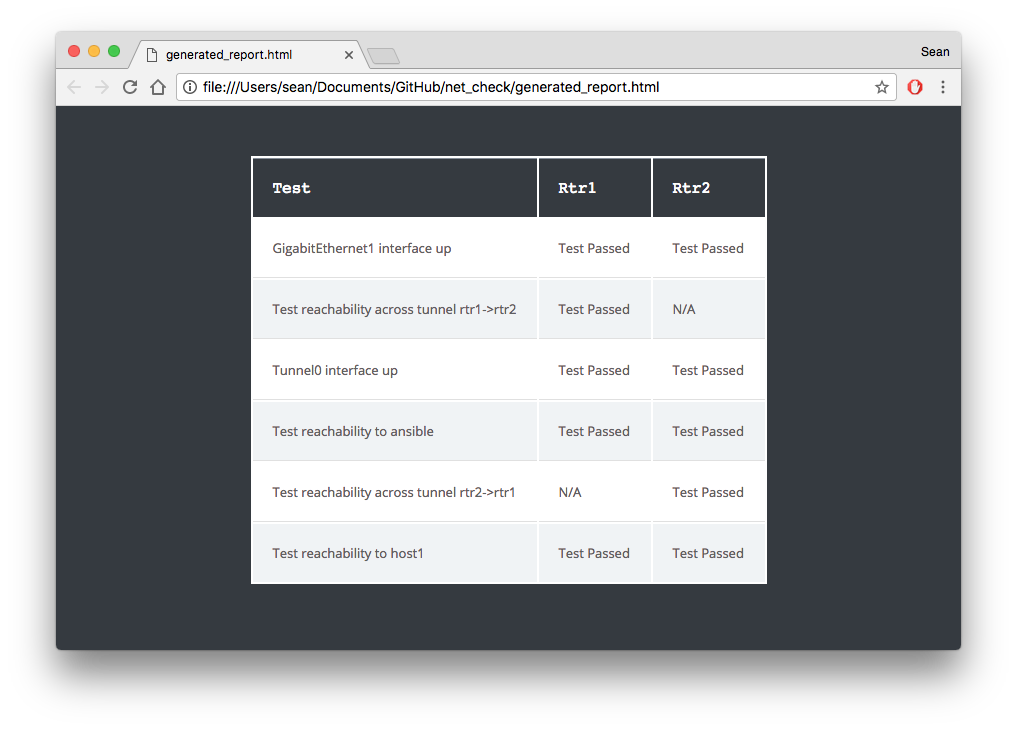 generated_report.html
Sean
file:///Users/sean/Documents/GitHub/net_check/generated_report.html
Test Rtr1 Rtr2
GigabitEthernet1 interface up Test Passed Test Passed
Test reachability across tunnel rtr1->rtr2 Test Passed N/A
Tunnel0 interface up Test Passed Test Passed
Test reachability to ansible Test Passed Test Passed
Test reachability across tunnel rtr2->rtr1 N/A Test Passed
Test reachability to host1 Test Passed Test Passed